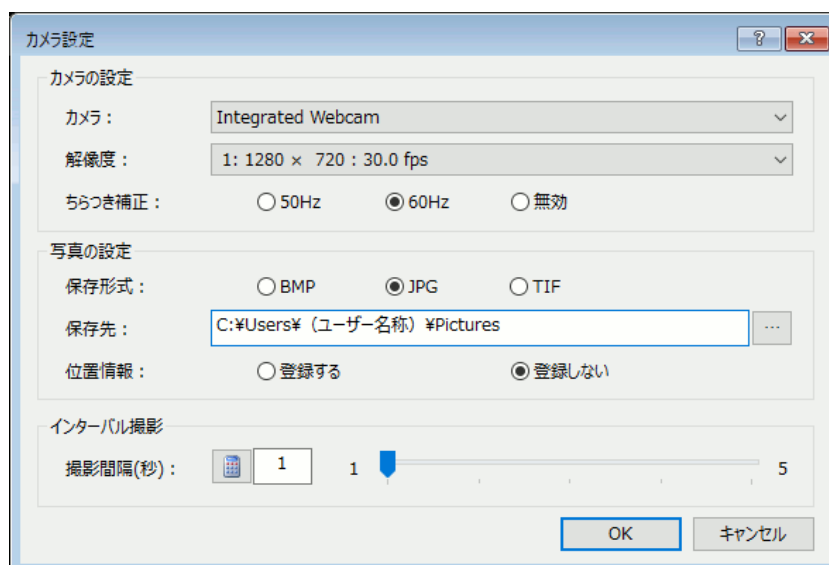 カメラ設定
カメラの設定
カメラ： Integrated Webcam
解像度： 1: 1280 × 720 : 30.0 fps
ちらつき補正： 50Hz 60Hz 無効
写真の設定
保存形式： BMP JPG TIF
保存先： C:¥Users¥（ユーザー名称）¥Pictures ...
位置情報： 登録する 登録しない
インターバル撮影
撮影間隔(秒)： 1 1 5
OK キャンセル